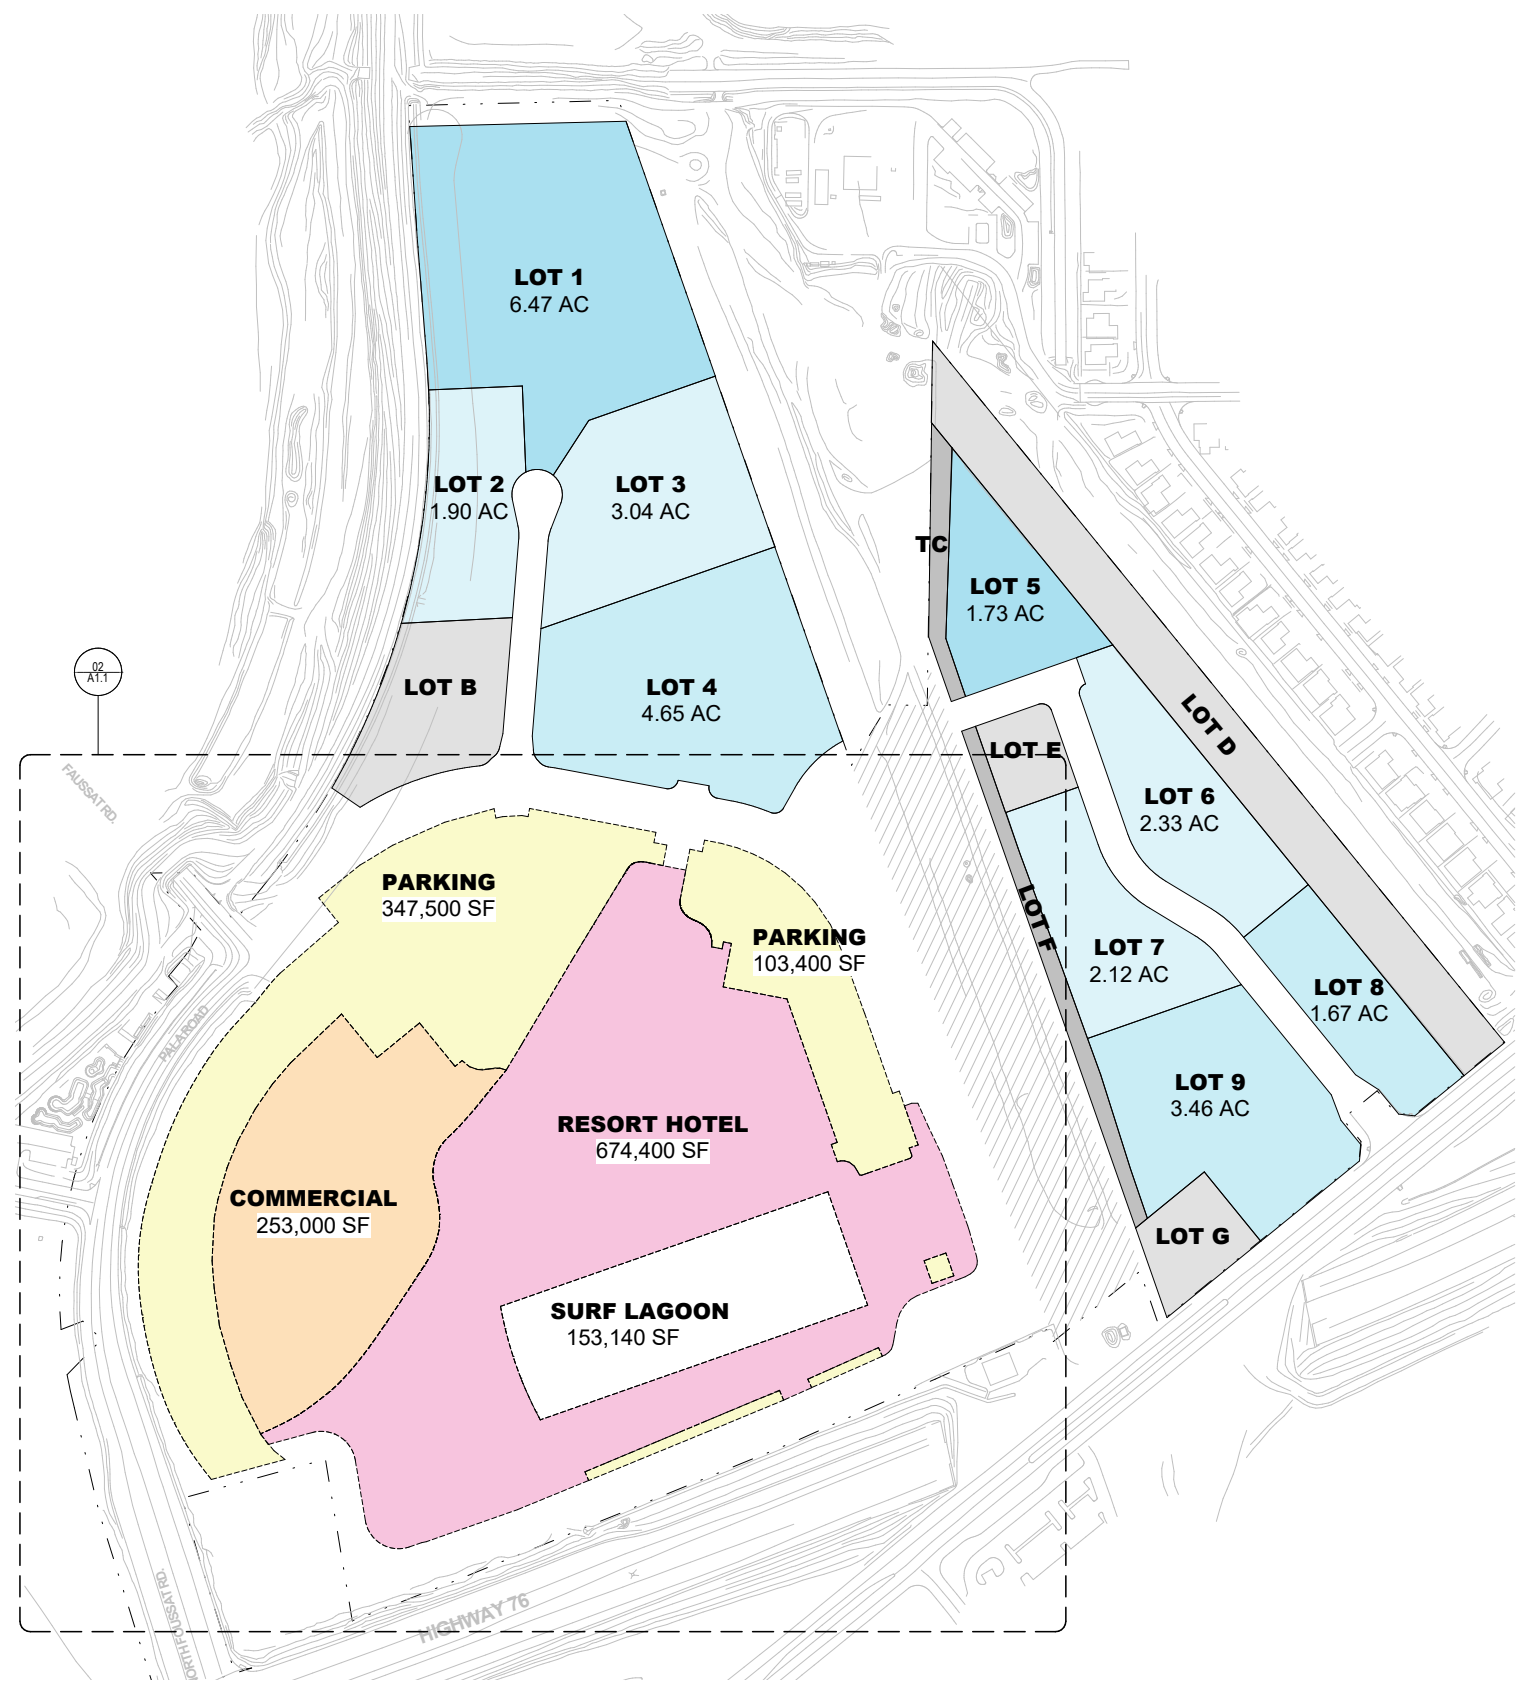 LOT 1
6.47 AC
LOT 2
1.90 AC
LOT 3
3.04 AC
TC
LOT 5
1.73 AC
02
A1.1
LOT B
LOT 4
4.65 AC
LOT D
LOT E
FAUSSAT RD.
LOT 6
2.33 AC
PARKING
347,500 SF
LOT F
PARKING
103,400 SF
LOT 7
2.12 AC
LOT 8
1.67 AC
PALA ROAD
LOT 9
3.46 AC
RESORT HOTEL
674,400 SF
COMMERCIAL
253,000 SF
LOT G
SURF LAGOON
153,140 SF
HIGHWAY 76
NORTH FOUSSAT RD.